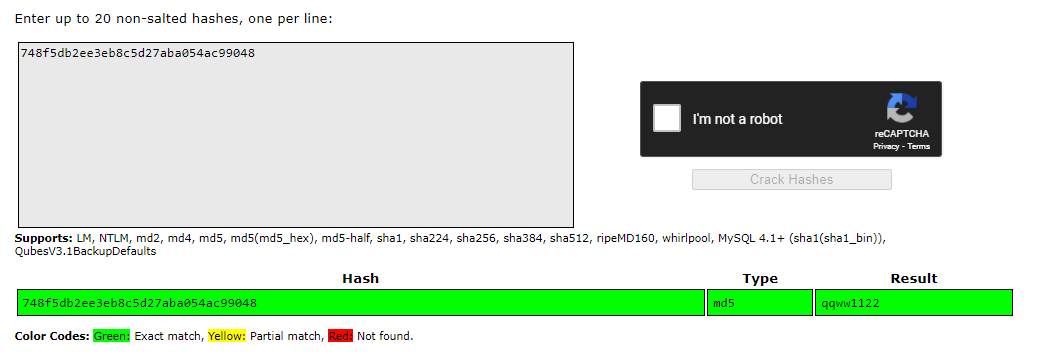 Enter up to 20 non-salted hashes, one per line:
748f5db2ee3eb8c5d27aba054ac99048
I'm not a robot
reCAPTCHA
Privacy - Terms
Crack Hashes
Supports: LM, NTLM, md2, md4, md5, md5(md5_hex), md5-half, sha1, sha224, sha256, sha384, sha512, ripeMD160, whirlpool, MySQL 4.1+ (sha1(sha1_bin)),
QubesV3.1BackupDefaults
Hash Type Result
748f5db2ee3eb8c5d27aba054ac99048 md5 qqww1122
Color Codes: Green: Exact match, Yellow: Partial match, Red: Not found.